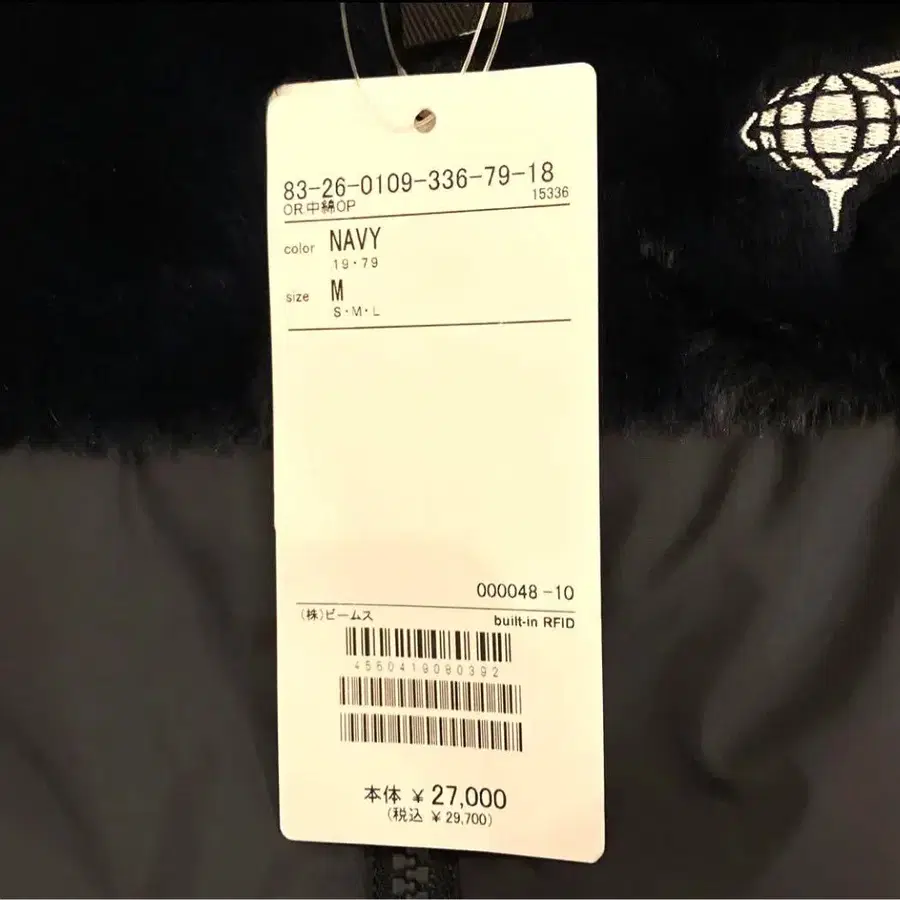 83-26-0109-336-79-18
OR中綿OP 15336
color NAVY
19・79
size M
S・M・L
000048-10
(株)ビームス built-in RFID
4550419090392
本体 ¥ 27,000
(税込 ¥ 29,700)